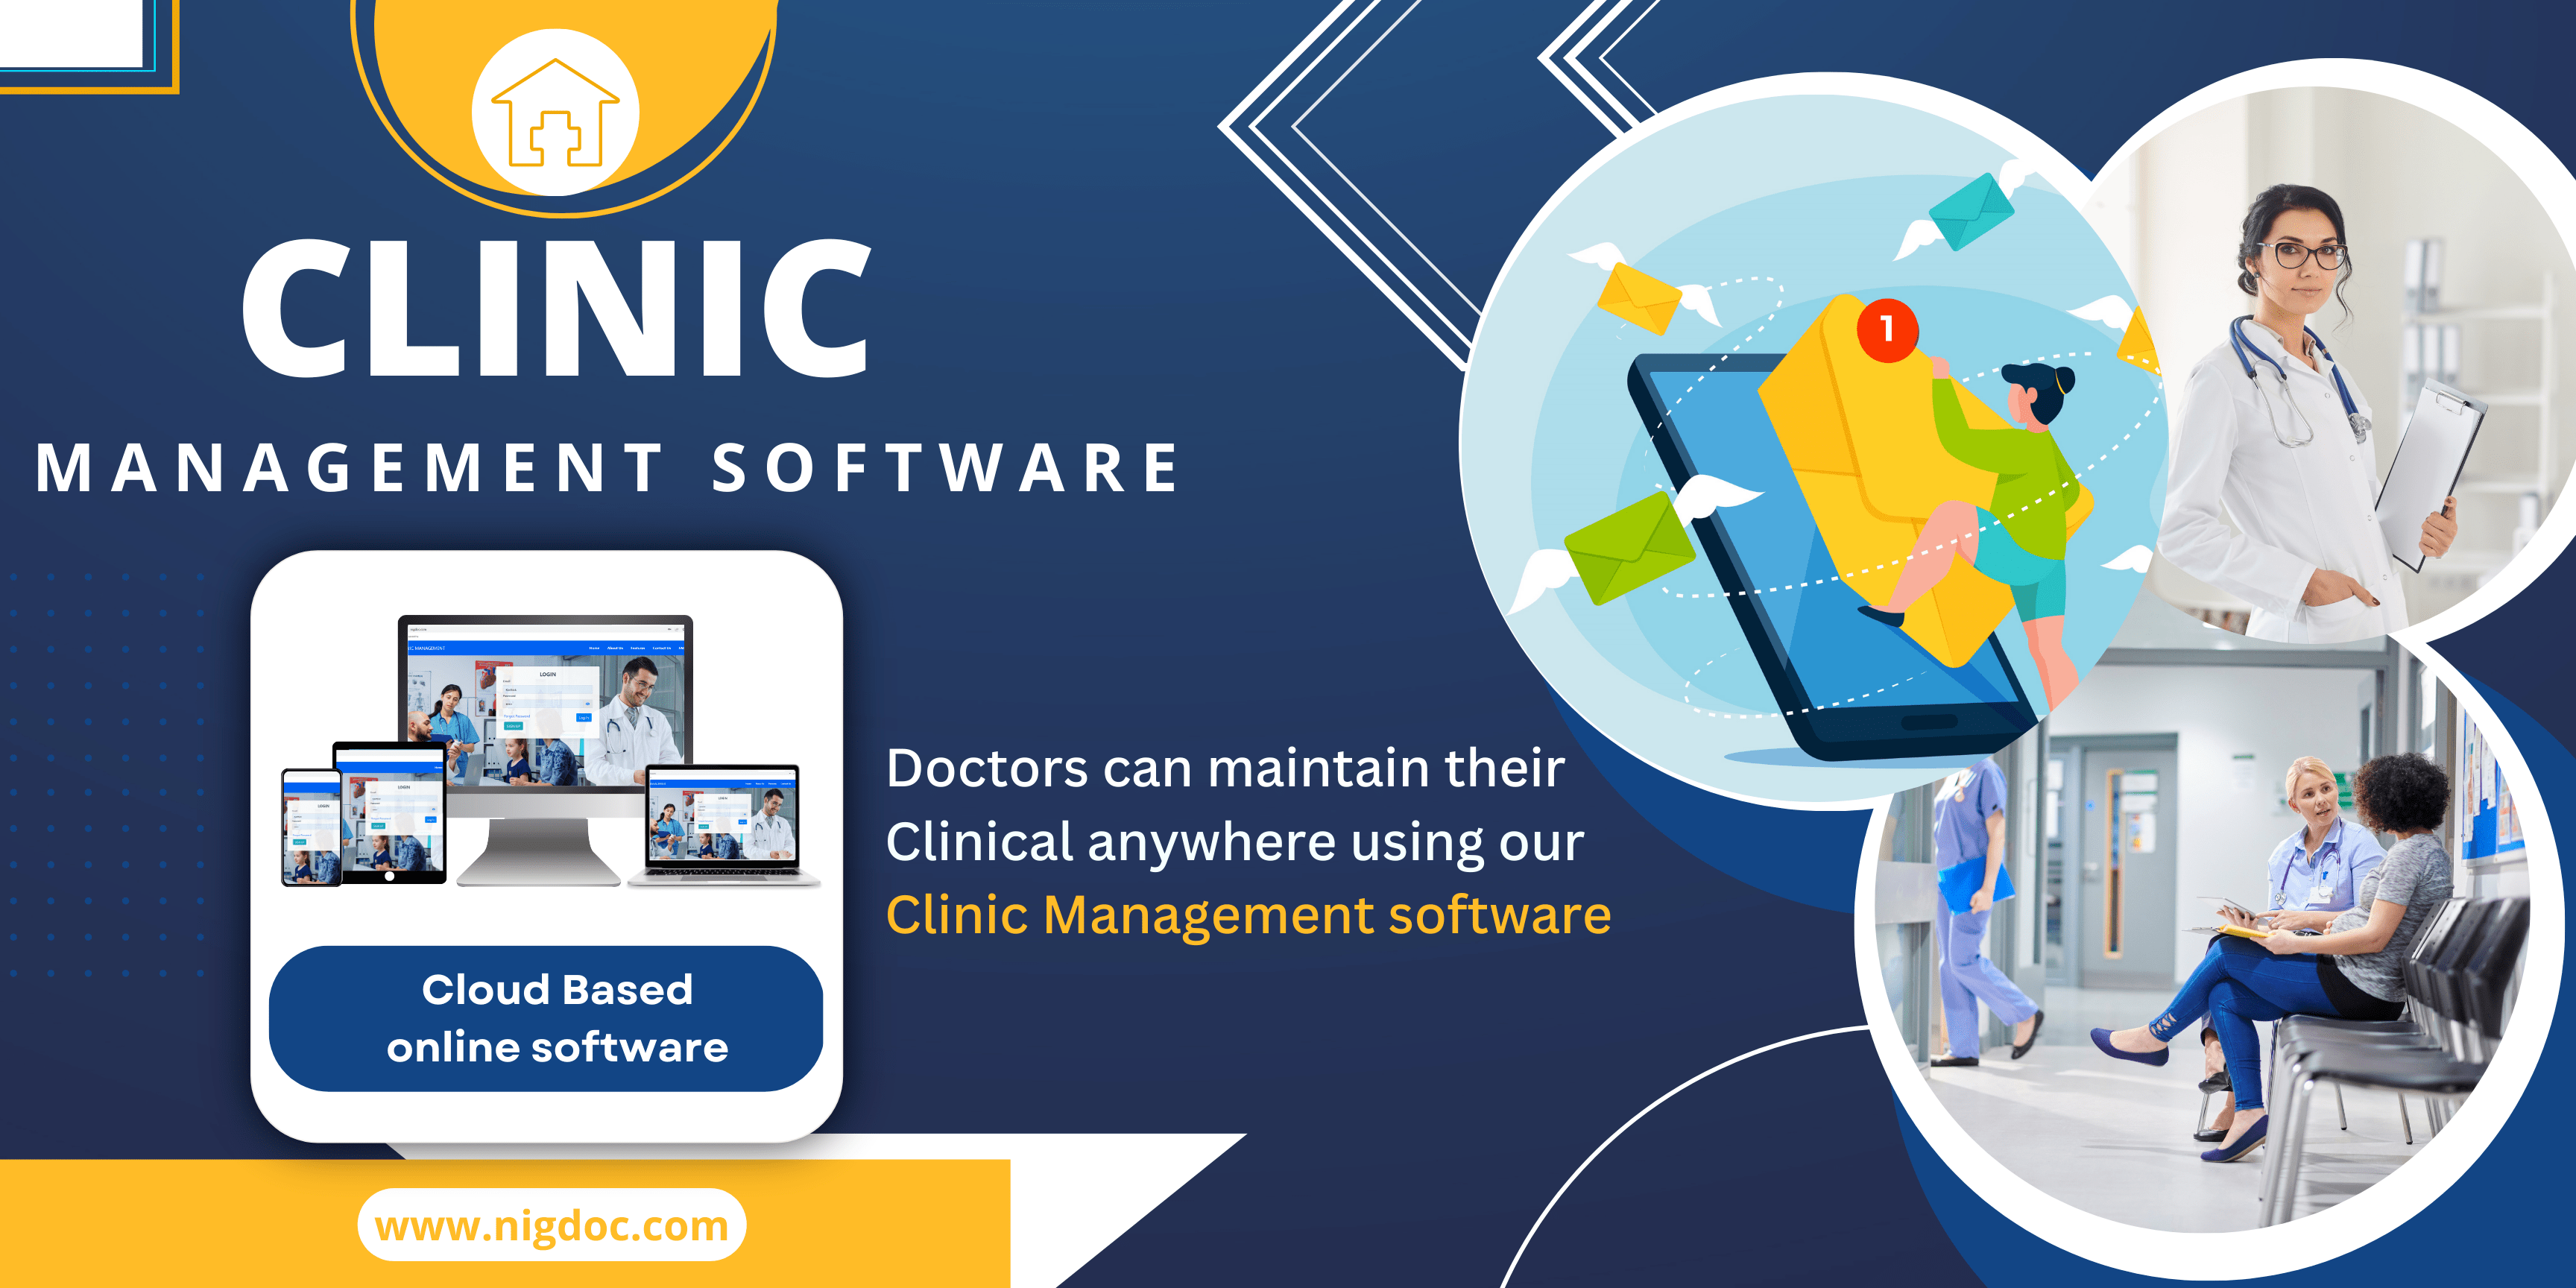 CLINIC
MANAGEMENT SOFTWARE
1
LOGIN
Doctors can maintain their
Clinical anywhere using our
Clinic Management software
Cloud Based
online software
www.nigdoc.com